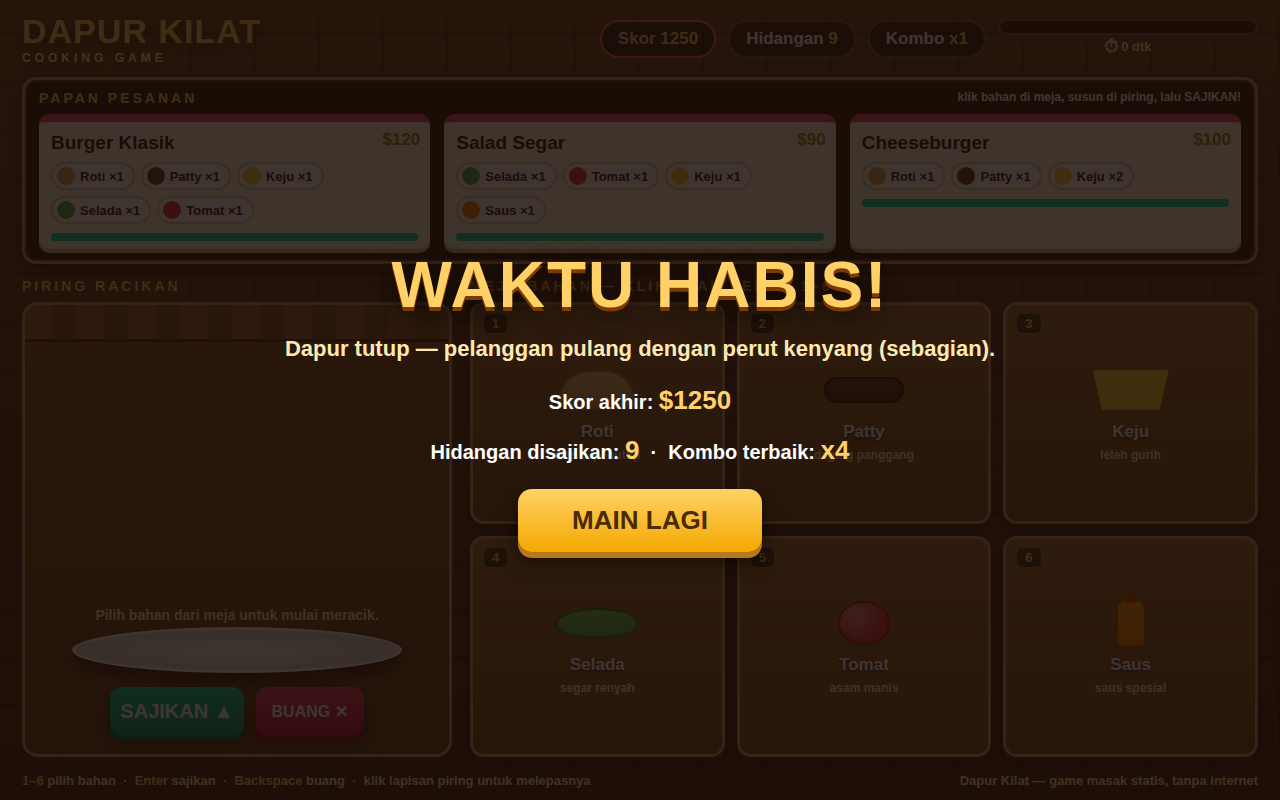 DAPUR KILAT
COOKING GAME
Skor 1250
Hidangan 9
Kombo x1
⏱ 0 dtk
PAPAN PESANAN
klik bahan di meja, susun di piring, lalu SAJIKAN!
Burger Klasik $120
Roti ×1 Patty ×1 Keju ×1
Selada ×1 Tomat ×1
Salad Segar $90
Selada ×1 Tomat ×1 Keju ×1
Saus ×1
Cheeseburger $100
Roti ×1 Patty ×1 Keju ×2
PIRING RACIKAN
WAKTU HABIS!
Dapur tutup — pelanggan pulang dengan perut kenyang (sebagian).
Skor akhir: $1250
Hidangan disajikan: 9 · Kombo terbaik: x4
MAIN LAGI
Pilih bahan dari meja untuk mulai meracik.
SAJIKAN ▲
BUANG ✕
1
Roti
2
Patty
panggang
3
Keju
leleh gurih
4
Selada
segar renyah
5
Tomat
asam manis
6
Saus
saus spesial
1–6 pilih bahan · Enter sajikan · Backspace buang · klik lapisan piring untuk melepasnya
Dapur Kilat — game masak statis, tanpa internet